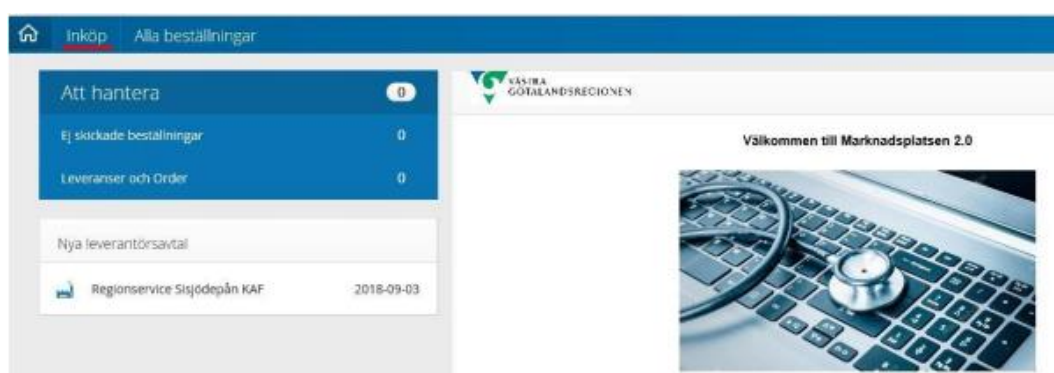 Inköp Alla beställningar
Att hantera 0
Ej skickade beställningar 0
Leveranser och Order 0
Nya leverantörsavtal
Regionservice Sisjödepån KAF 2018-09-03
VÄSTRA
GÖTALANDSREGIONEN
Välkommen till Marknadsplatsen 2.0